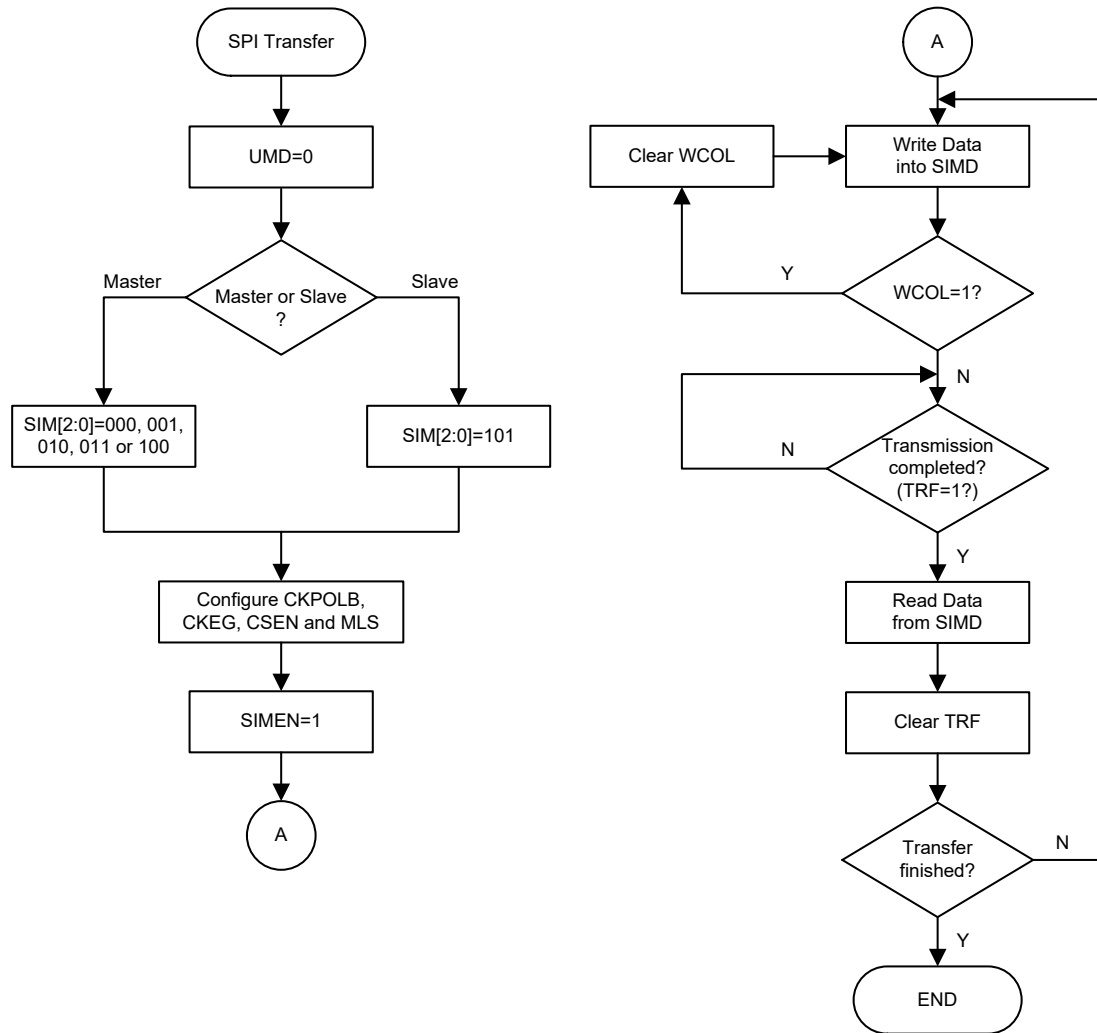 SPI Transfer
UMD=0
Master or Slave
?
Master
Slave
SIM[2:0]=000, 001,
010, 011 or 100
SIM[2:0]=101
Configure CKPOLB,
CKEG, CSEN and MLS
SIMEN=1
A
A
Write Data
into SIMD
Clear WCOL
WCOL=1?
Y
N
Transmission
completed?
(TRF=1?)
N
Y
Read Data
from SIMD
Clear TRF
Transfer
finished?
N
Y
END